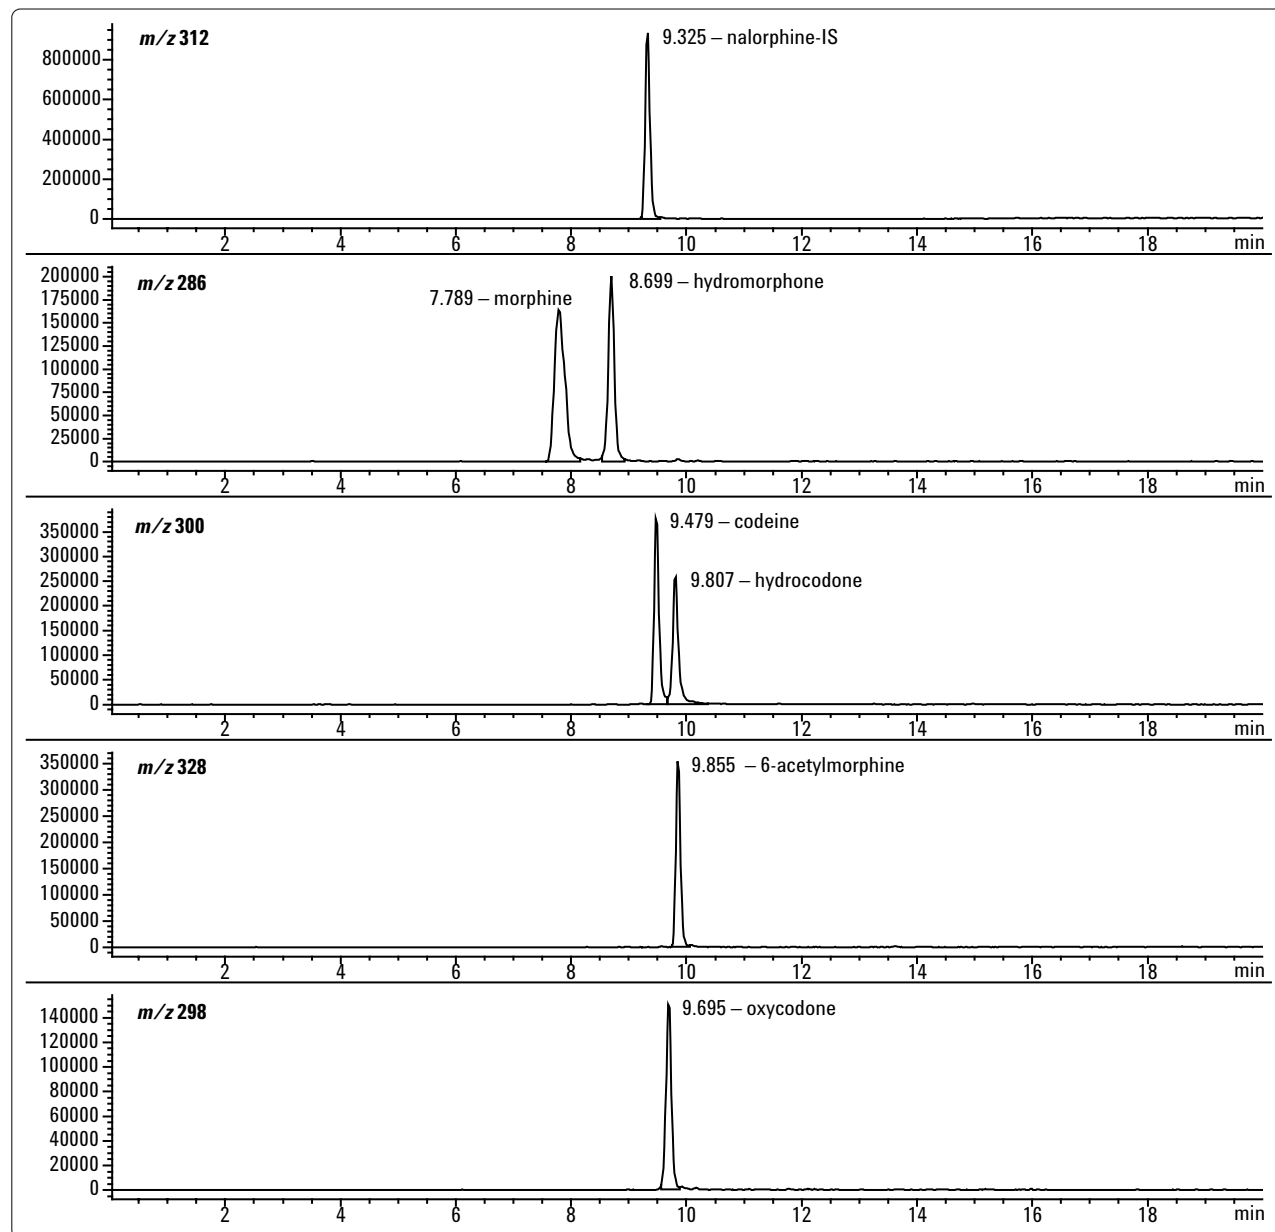 m/z 312
9.325 – nalorphine-IS
800000
600000
400000
200000
0
2 4 6 8 10 12 14 16 18 min
m/z 286
7.789 – morphine
8.699 – hydromorphone
200000
175000
150000
125000
100000
75000
50000
25000
0
2 4 6 8 10 12 14 16 18 min
m/z 300
9.479 – codeine
9.807 – hydrocodone
350000
300000
250000
200000
150000
100000
50000
0
2 4 6 8 10 12 14 16 18 min
m/z 328
9.855 – 6-acetylmorphine
350000
300000
250000
200000
150000
100000
50000
0
2 4 6 8 10 12 14 16 18 min
m/z 298
9.695 – oxycodone
140000
120000
100000
80000
60000
40000
20000
0
2 4 6 8 10 12 14 16 18 min